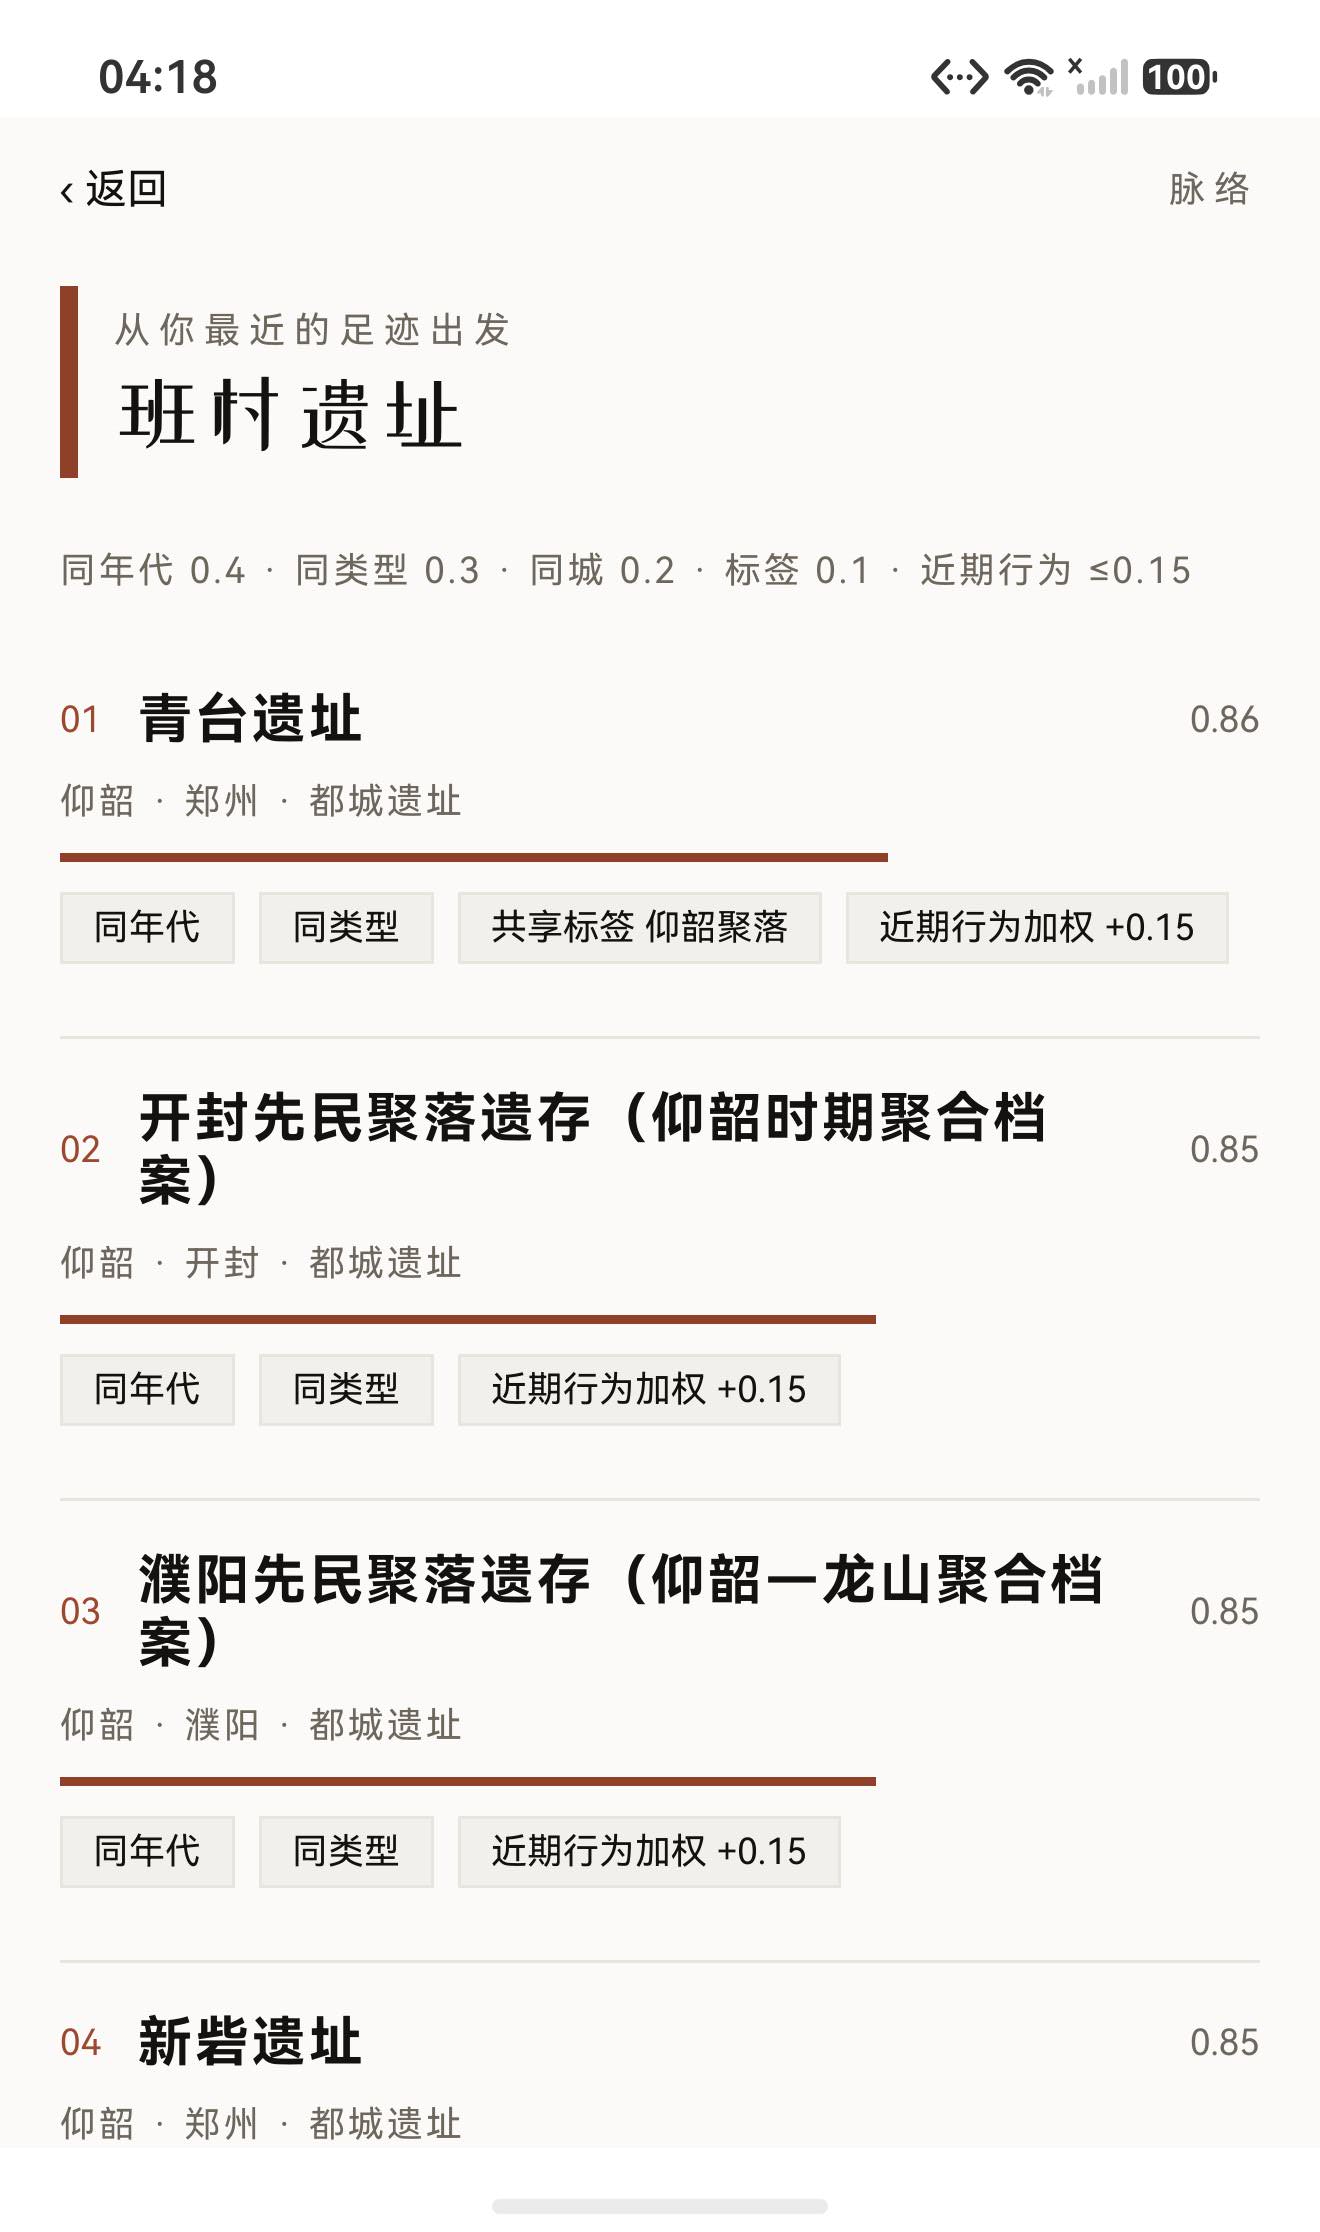 04:18
100
‹ 返回
脉络
从你最近的足迹出发
班村遗址
同年代 0.4 · 同类型 0.3 · 同城 0.2 · 标签 0.1 · 近期行为 ≤0.15
01 青台遗址 0.86
仰韶 · 郑州 · 都城遗址
同年代 同类型 共享标签 仰韶聚落 近期行为加权 +0.15
02 开封先民聚落遗存（仰韶时期聚合档
案） 0.85
仰韶 · 开封 · 都城遗址
同年代 同类型 近期行为加权 +0.15
03 濮阳先民聚落遗存（仰韶—龙山聚合档
案） 0.85
仰韶 · 濮阳 · 都城遗址
同年代 同类型 近期行为加权 +0.15
04 新砦遗址 0.85
仰韶 · 郑州 · 都城遗址